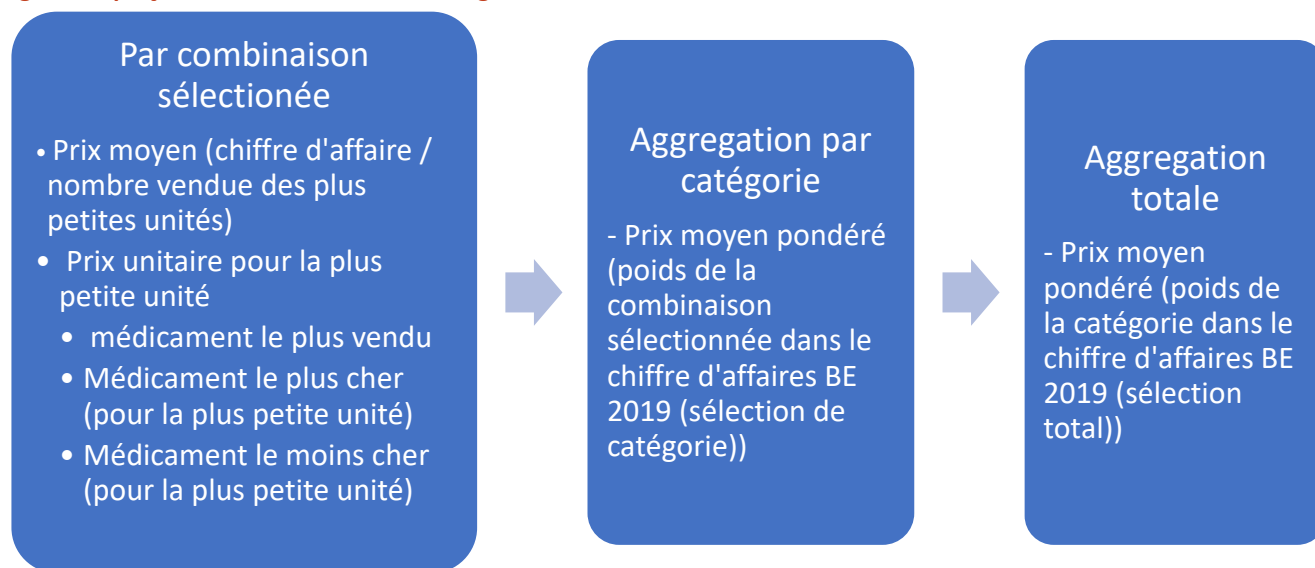 Par combinaison
sélectionée
• Prix moyen (chiffre d'affaire /
nombre vendue des plus
petites unités)
• Prix unitaire pour la plus
petite unité
• médicament le plus vendu
• Médicament le plus cher
(pour la plus petite unité)
• Médicament le moins cher
(pour la plus petite unité)
Aggregation par
catégorie
- Prix moyen pondéré
(poids de la
combinaison
sélectionnée dans le
chiffre d'affaires BE
2019 (sélection de
catégorie))
Aggregation
totale
- Prix moyen
pondéré (poids de
la catégorie dans le
chiffre d'affaires BE
2019 (sélection
total))